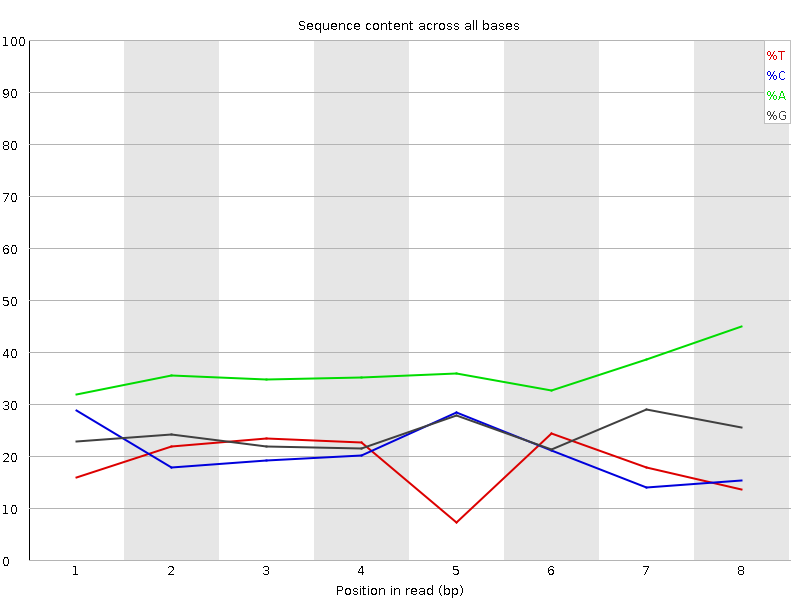 Sequence content across all bases
100
90
80
70
60
50
40
30
20
10
0
%T
%C
%A
%G
1 2 3 4 5 6 7 8
Position in read (bp)